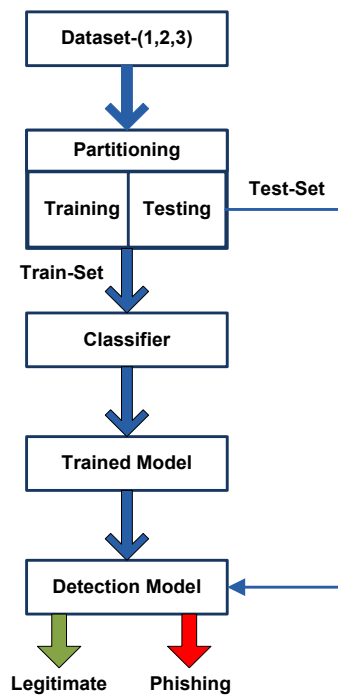 Dataset-(1,2,3)
Partitioning
Training
Testing
Test-Set
Train-Set
Classifier
Trained Model
Detection Model
Legitimate
Phishing